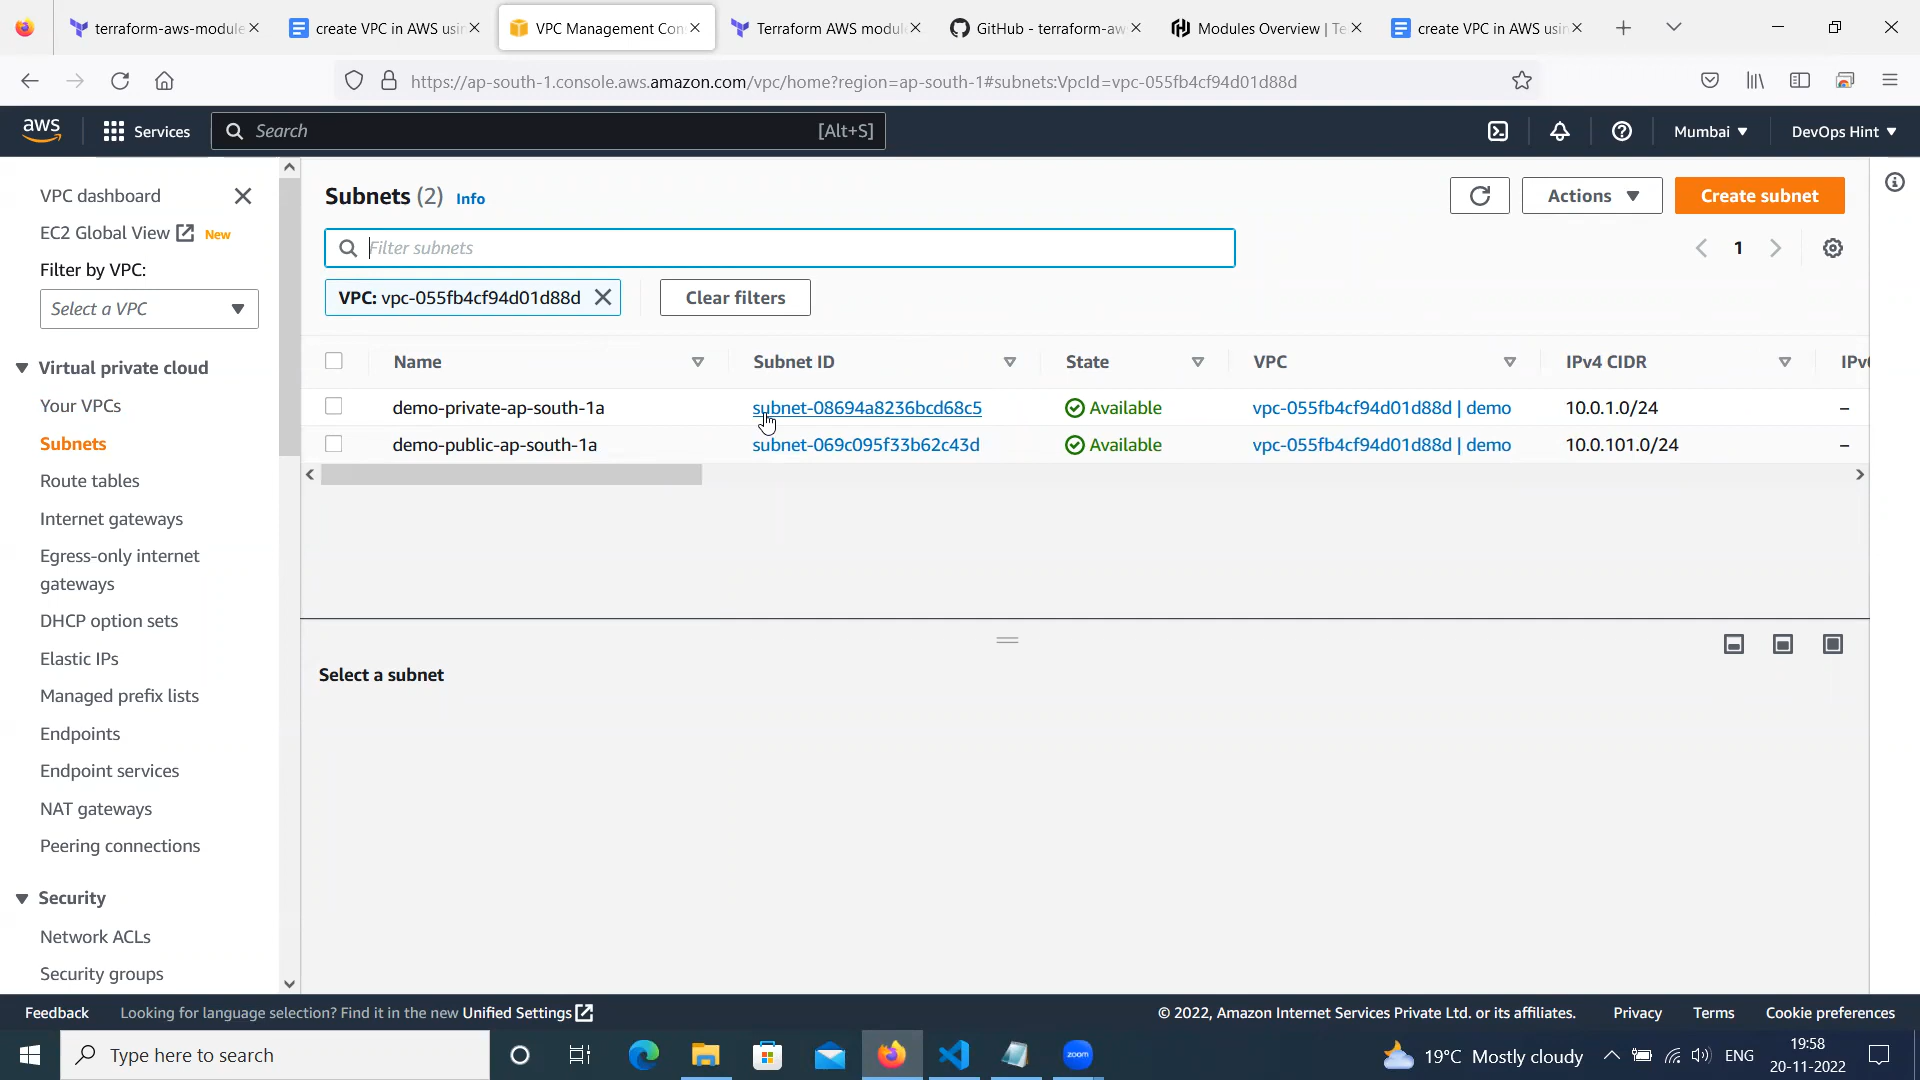 terraform-aws-module
create VPC in AWS usin
VPC Management Con
Terraform AWS modul
GitHub - terraform-aw
Modules Overview | Te
create VPC in AWS usin
https://ap-south-1.console.aws.amazon.com/vpc/home?region=ap-south-1#subnets:VpcId=vpc-055fb4cf94d01d88d
aws
Services
Search
[Alt+S]
Mumbai
DevOps Hint
VPC dashboard
EC2 Global View New
Filter by VPC:
Select a VPC
Virtual private cloud
Your VPCs
Subnets
Route tables
Internet gateways
Egress-only internet
gateways
DHCP option sets
Elastic IPs
Managed prefix lists
Endpoints
Endpoint services
NAT gateways
Peering connections
Security
Network ACLs
Security groups
Subnets (2) Info
Actions
Create subnet
Filter subnets
1
VPC: vpc-055fb4cf94d01d88d
Clear filters
Name Subnet ID State VPC IPv4 CIDR IPv6
demo-private-ap-south-1a subnet-08694a8236bcd68c5 Available vpc-055fb4cf94d01d88d | demo 10.0.1.0/24 –
demo-public-ap-south-1a subnet-069c095f33b62c43d Available vpc-055fb4cf94d01d88d | demo 10.0.101.0/24 –
Select a subnet
Feedback Looking for language selection? Find it in the new Unified Settings © 2022, Amazon Internet Services Private Ltd. or its affiliates. Privacy Terms Cookie preferences
Type here to search
zoom
19°C Mostly cloudy
ENG
19:58
20-11-2022